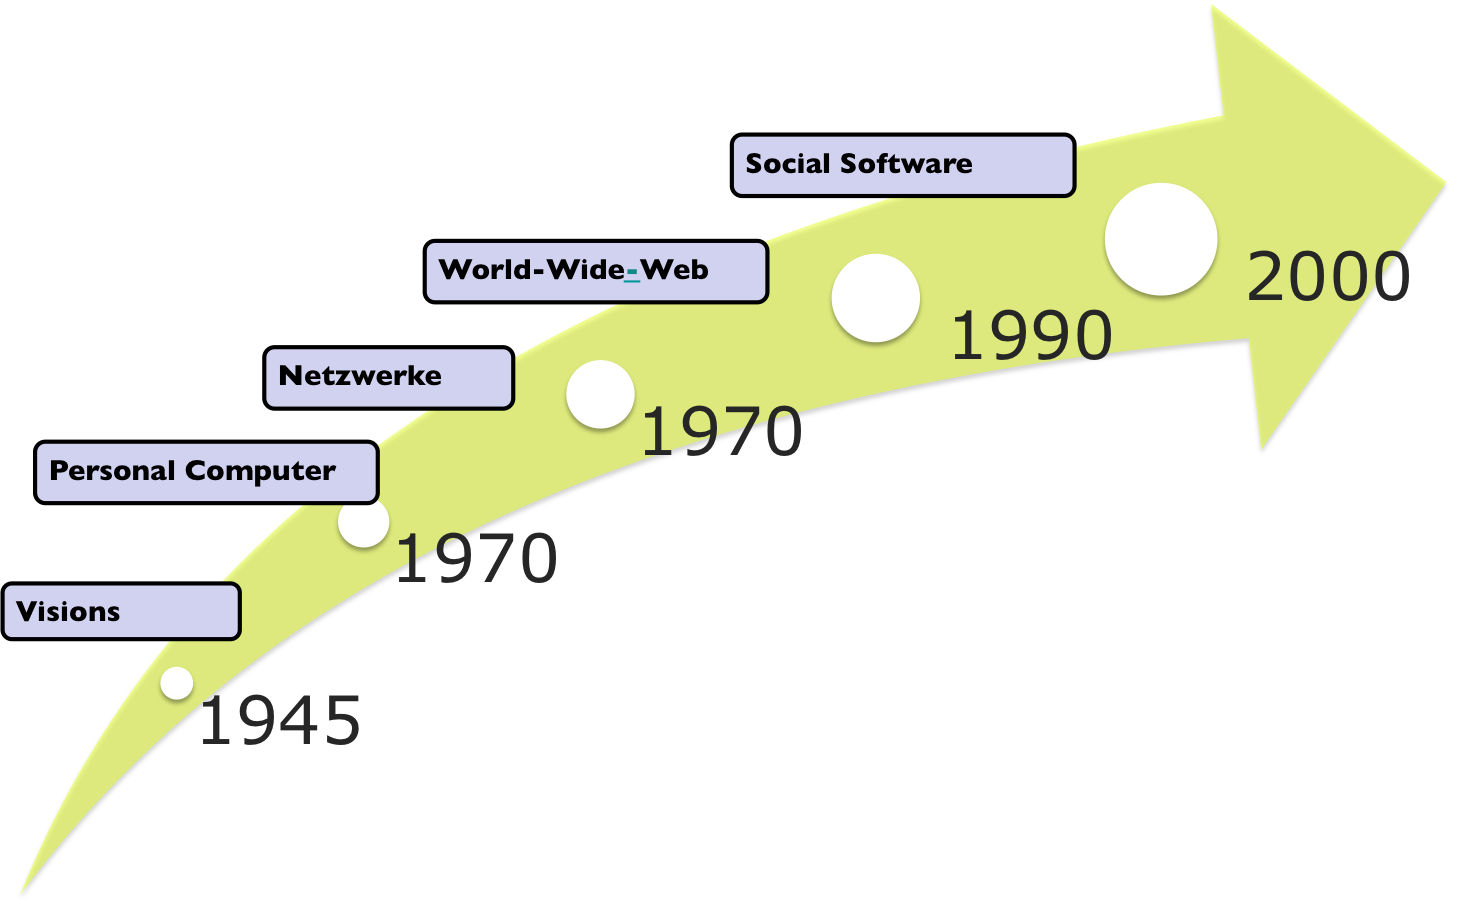 Social Software
2000
World-Wide-Web
1990
Netzwerke
1970
Personal Computer
1970
Visions
1945